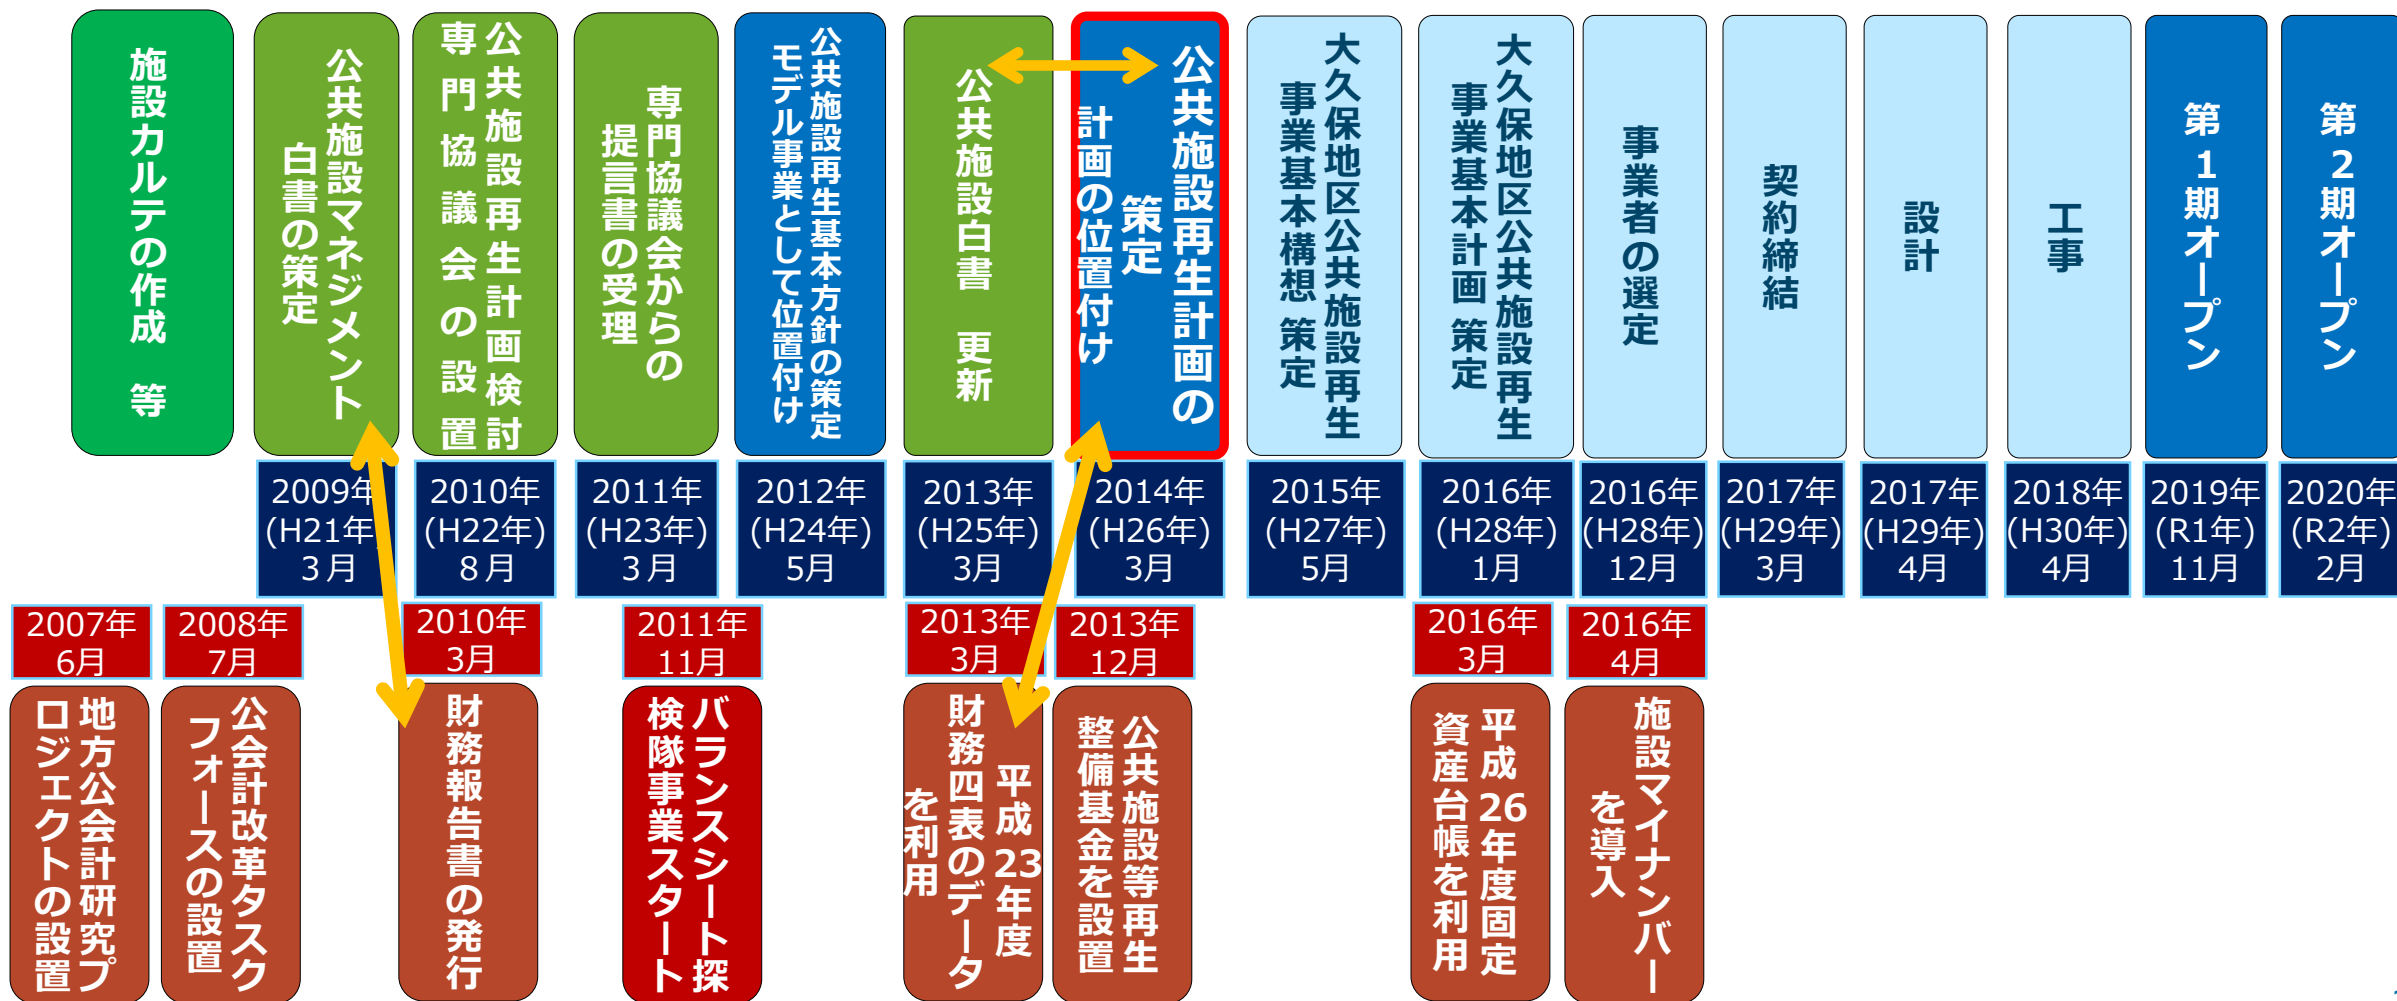 施設カルテの作成 等
公共施設マネジメント
白書の策定
公共施設再生計画検討
専門協議会の設置
専門協議会からの
提言書の受理
公共施設再生基本方針の策定
モデル事業として位置付け
公共施設白書 更新
公共施設再生計画の
策定
計画の位置付け
大久保地区公共施設再生
事業基本構想 策定
大久保地区公共施設再生
事業基本計画 策定
事業者の選定
契約締結
設計
工事
第1期オープン
第2期オープン
2009年
(H21年)
3月
2010年
(H22年)
8月
2011年
(H23年)
3月
2012年
(H24年)
5月
2013年
(H25年)
3月
2014年
(H26年)
3月
2015年
(H27年)
5月
2016年
(H28年)
1月
2016年
(H28年)
12月
2017年
(H29年)
3月
2017年
(H29年)
4月
2018年
(H30年)
4月
2019年
(R1年)
11月
2020年
(R2年)
2月
2007年
6月
2008年
7月
2010年
3月
2011年
11月
2013年
3月
2013年
12月
2016年
3月
2016年
4月
地方公会計研究プ
ロジェクトの設置
公会計改革タスク
フォースの設置
財務報告書の発行
バランスシート探
検隊事業スタート
平成23年度
財務四表のデータ
を利用
公共施設等再生
整備基金を設置
平成26年度固定
資産台帳を利用
施設マイナンバー
を導入